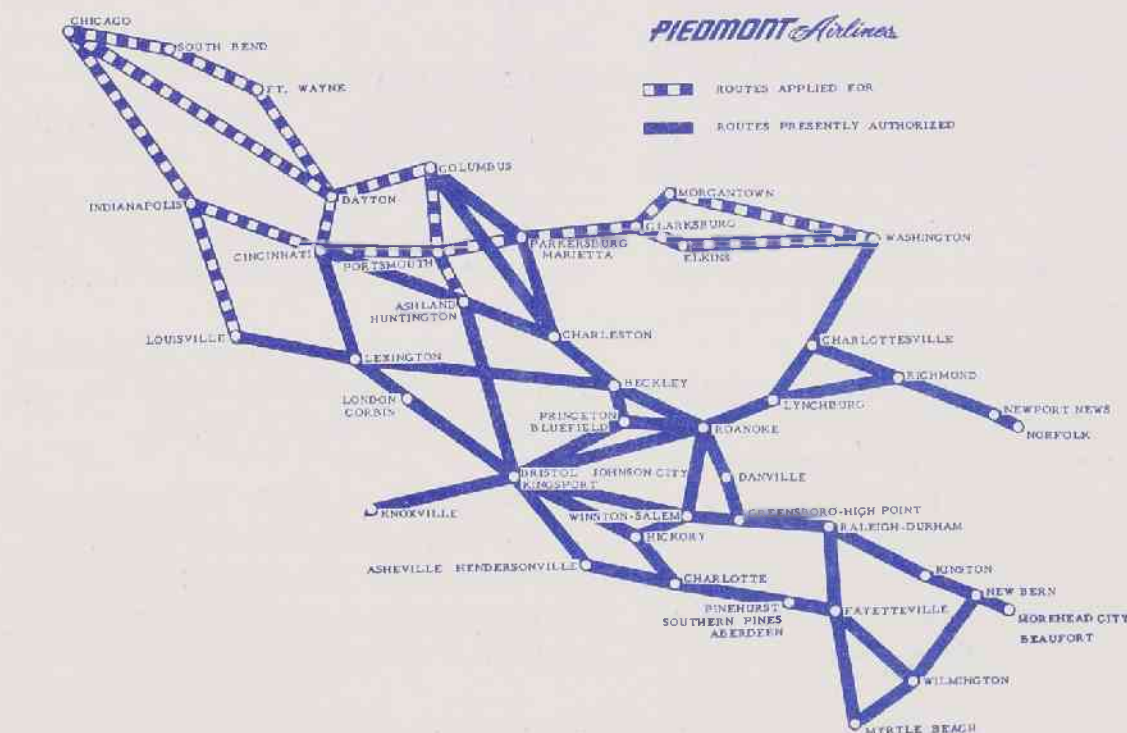 CHICAGO
PIEDMONT Airlines
SOUTH BEND
FT. WAYNE
ROUTES APPLIED FOR
ROUTES PRESENTLY AUTHORIZED
COLUMBUS
DAYTON
INDIANAPOLIS
MORGANTOWN
CLARKSBURG
WASHINGTON
PARKERSBURG
MARIETTA
ELKINS
CINCINNATI
PORTSMOUTH
ASHLAND
HUNTINGTON
LOUISVILLE
CHARLESTON
CHARLOTTESVILLE
LEXINGTON
RICHMOND
BECKLEY
LONDON
CORBIN
LYNCHBURG
NEWPORT NEWS
PRINCETON
BLUEFIELD
ROANOKE
NORFOLK
BRISTOL JOHNSON CITY
KINGSPORT
DANVILLE
KNOXVILLE
WINSTON-SALEM
GREENSBORO-HIGH POINT
RALEIGH-DURHAM
HICKORY
ASHEVILLE HENDERSONVILLE
CHARLOTTE
KINSTON
NEW BERN
PINEHURST
SOUTHERN PINES
ABERDEEN
FAYETTEVILLE
MOREHEAD CITY
BEAUFORT
WILMINGTON
MYRTLE BEACH